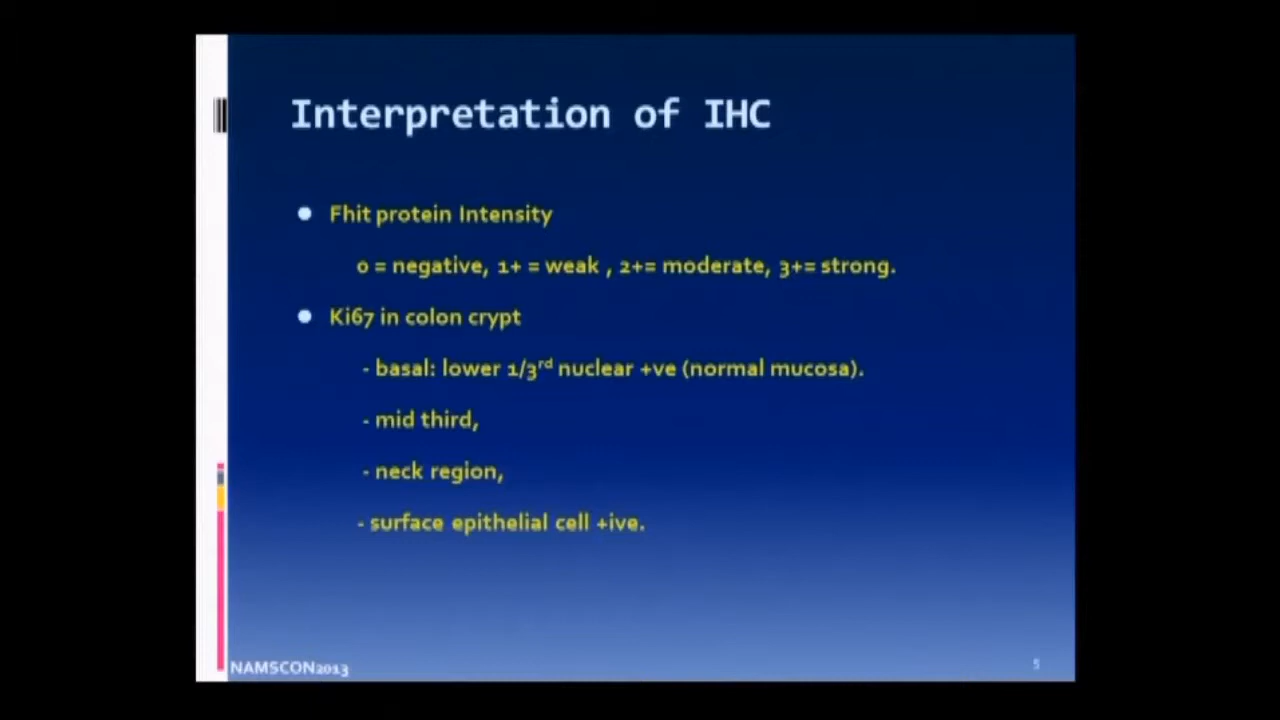 Interpretation of IHC
Fhit protein Intensity
0 = negative, 1+ = weak , 2+= moderate, 3+= strong.
Ki67 in colon crypt
- basal: lower 1/3rd nuclear +ve (normal mucosa).
- mid third,
- neck region,
- surface epithelial cell +ive.
NAMSCON2013
5